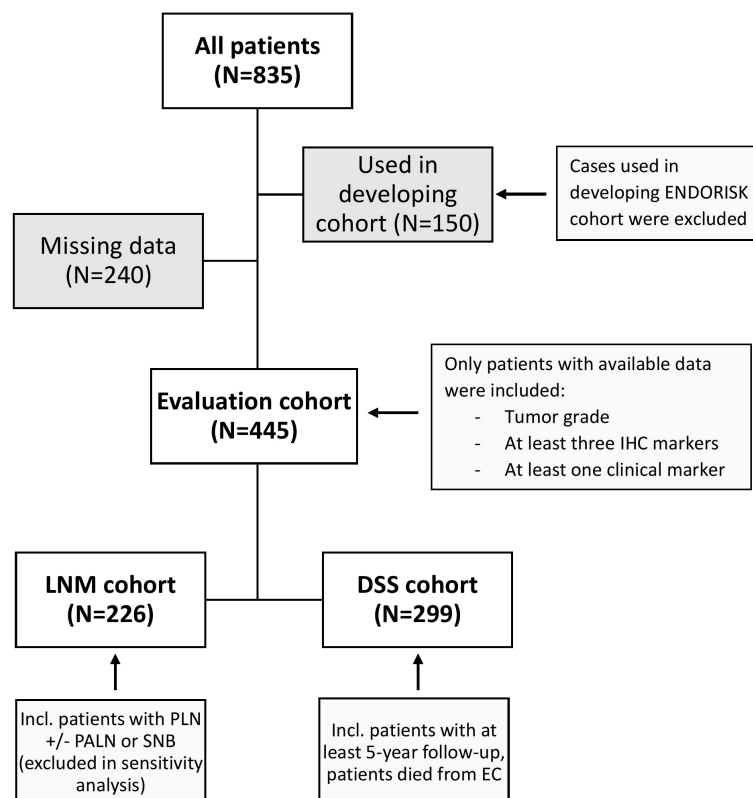 All patients
(N=835)
Used in
developing
cohort (N=150)
Cases used in
developing ENDORISK
cohort were excluded
Missing data
(N=240)
Evaluation cohort
(N=445)
Only patients with available data
were included:
- Tumor grade
- At least three IHC markers
- At least one clinical marker
LNM cohort
(N=226)
DSS cohort
(N=299)
Incl. patients with PLN
+/- PALN or SNB
(excluded in sensitivity
analysis)
Incl. patients with at
least 5-year follow-up,
patients died from EC